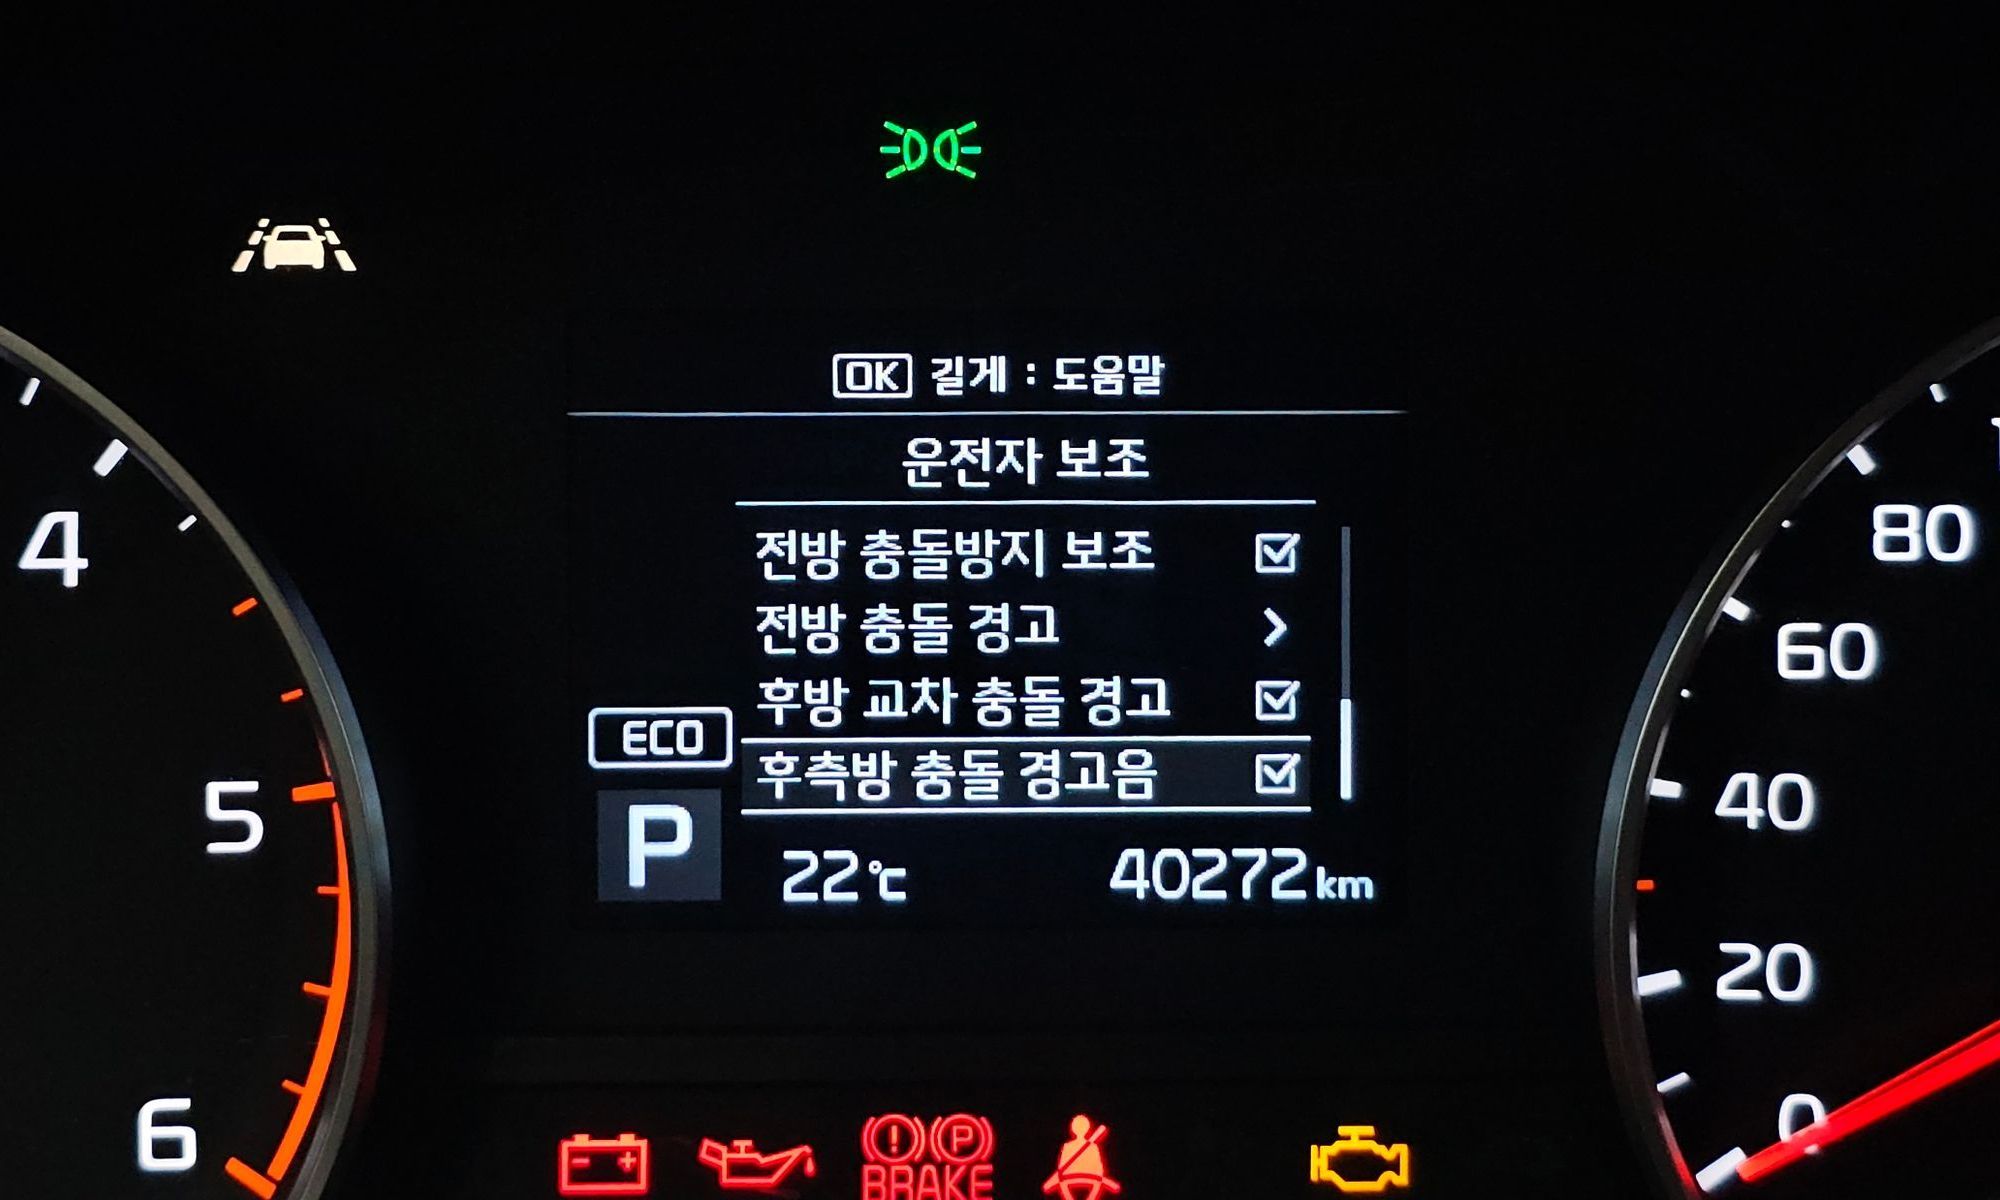 OK 길게 : 도움말
운전자 보조
전방 충돌방지 보조
전방 충돌 경고
후방 교차 충돌 경고
후측방 충돌 경고음
ECO
P
22℃ 40272km
4
5
6
80
60
40
20
0
P
BRAKE